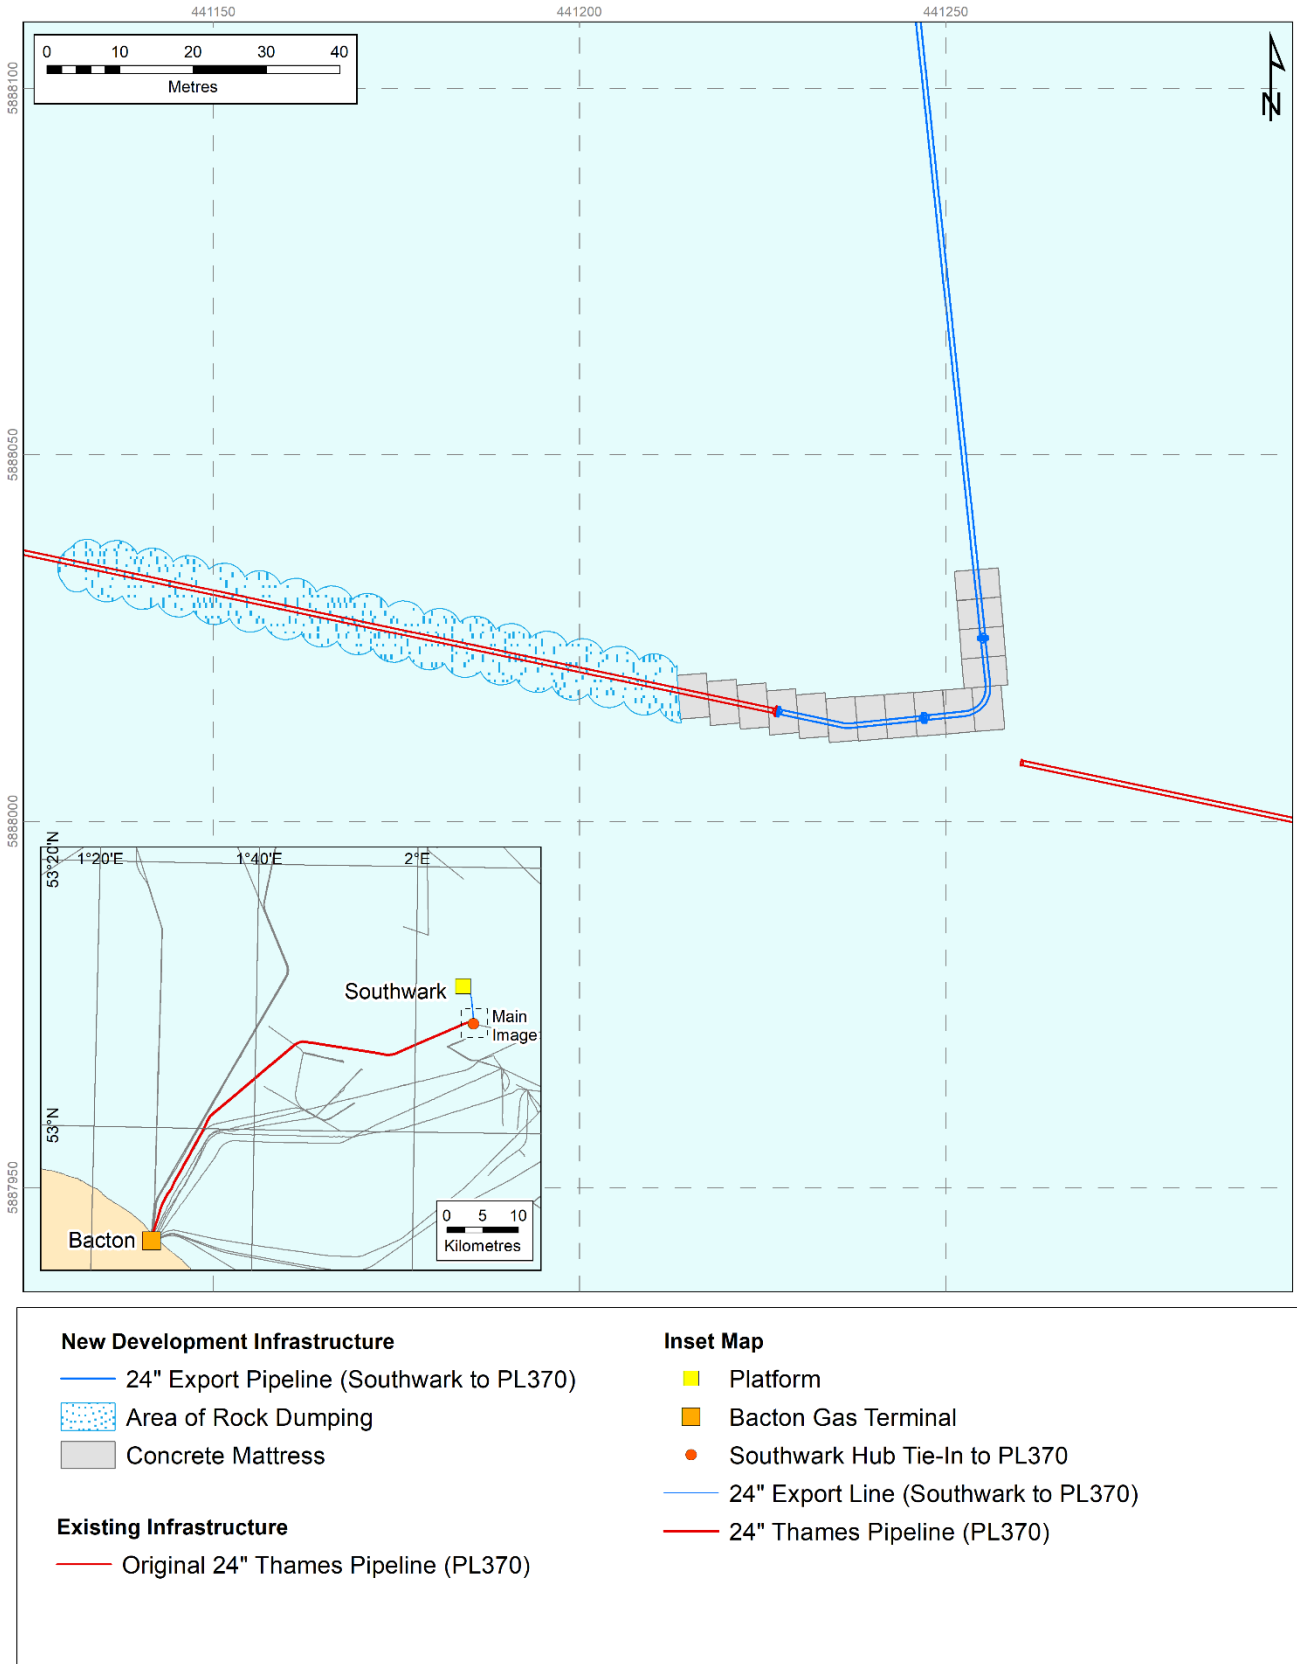 441150 441200 441250
0 10 20 30 40
Metres
N
5888100
5888050
5888000
5887950
1°20'E 1°40'E 2°E
53°20'N
53°N
Southwark
Main
Image
Bacton
0 5 10
Kilometres
New Development Infrastructure
24" Export Pipeline (Southwark to PL370)
Area of Rock Dumping
Concrete Mattress
Existing Infrastructure
Original 24" Thames Pipeline (PL370)
Inset Map
Platform
Bacton Gas Terminal
Southwark Hub Tie-In to PL370
24" Export Line (Southwark to PL370)
24" Thames Pipeline (PL370)